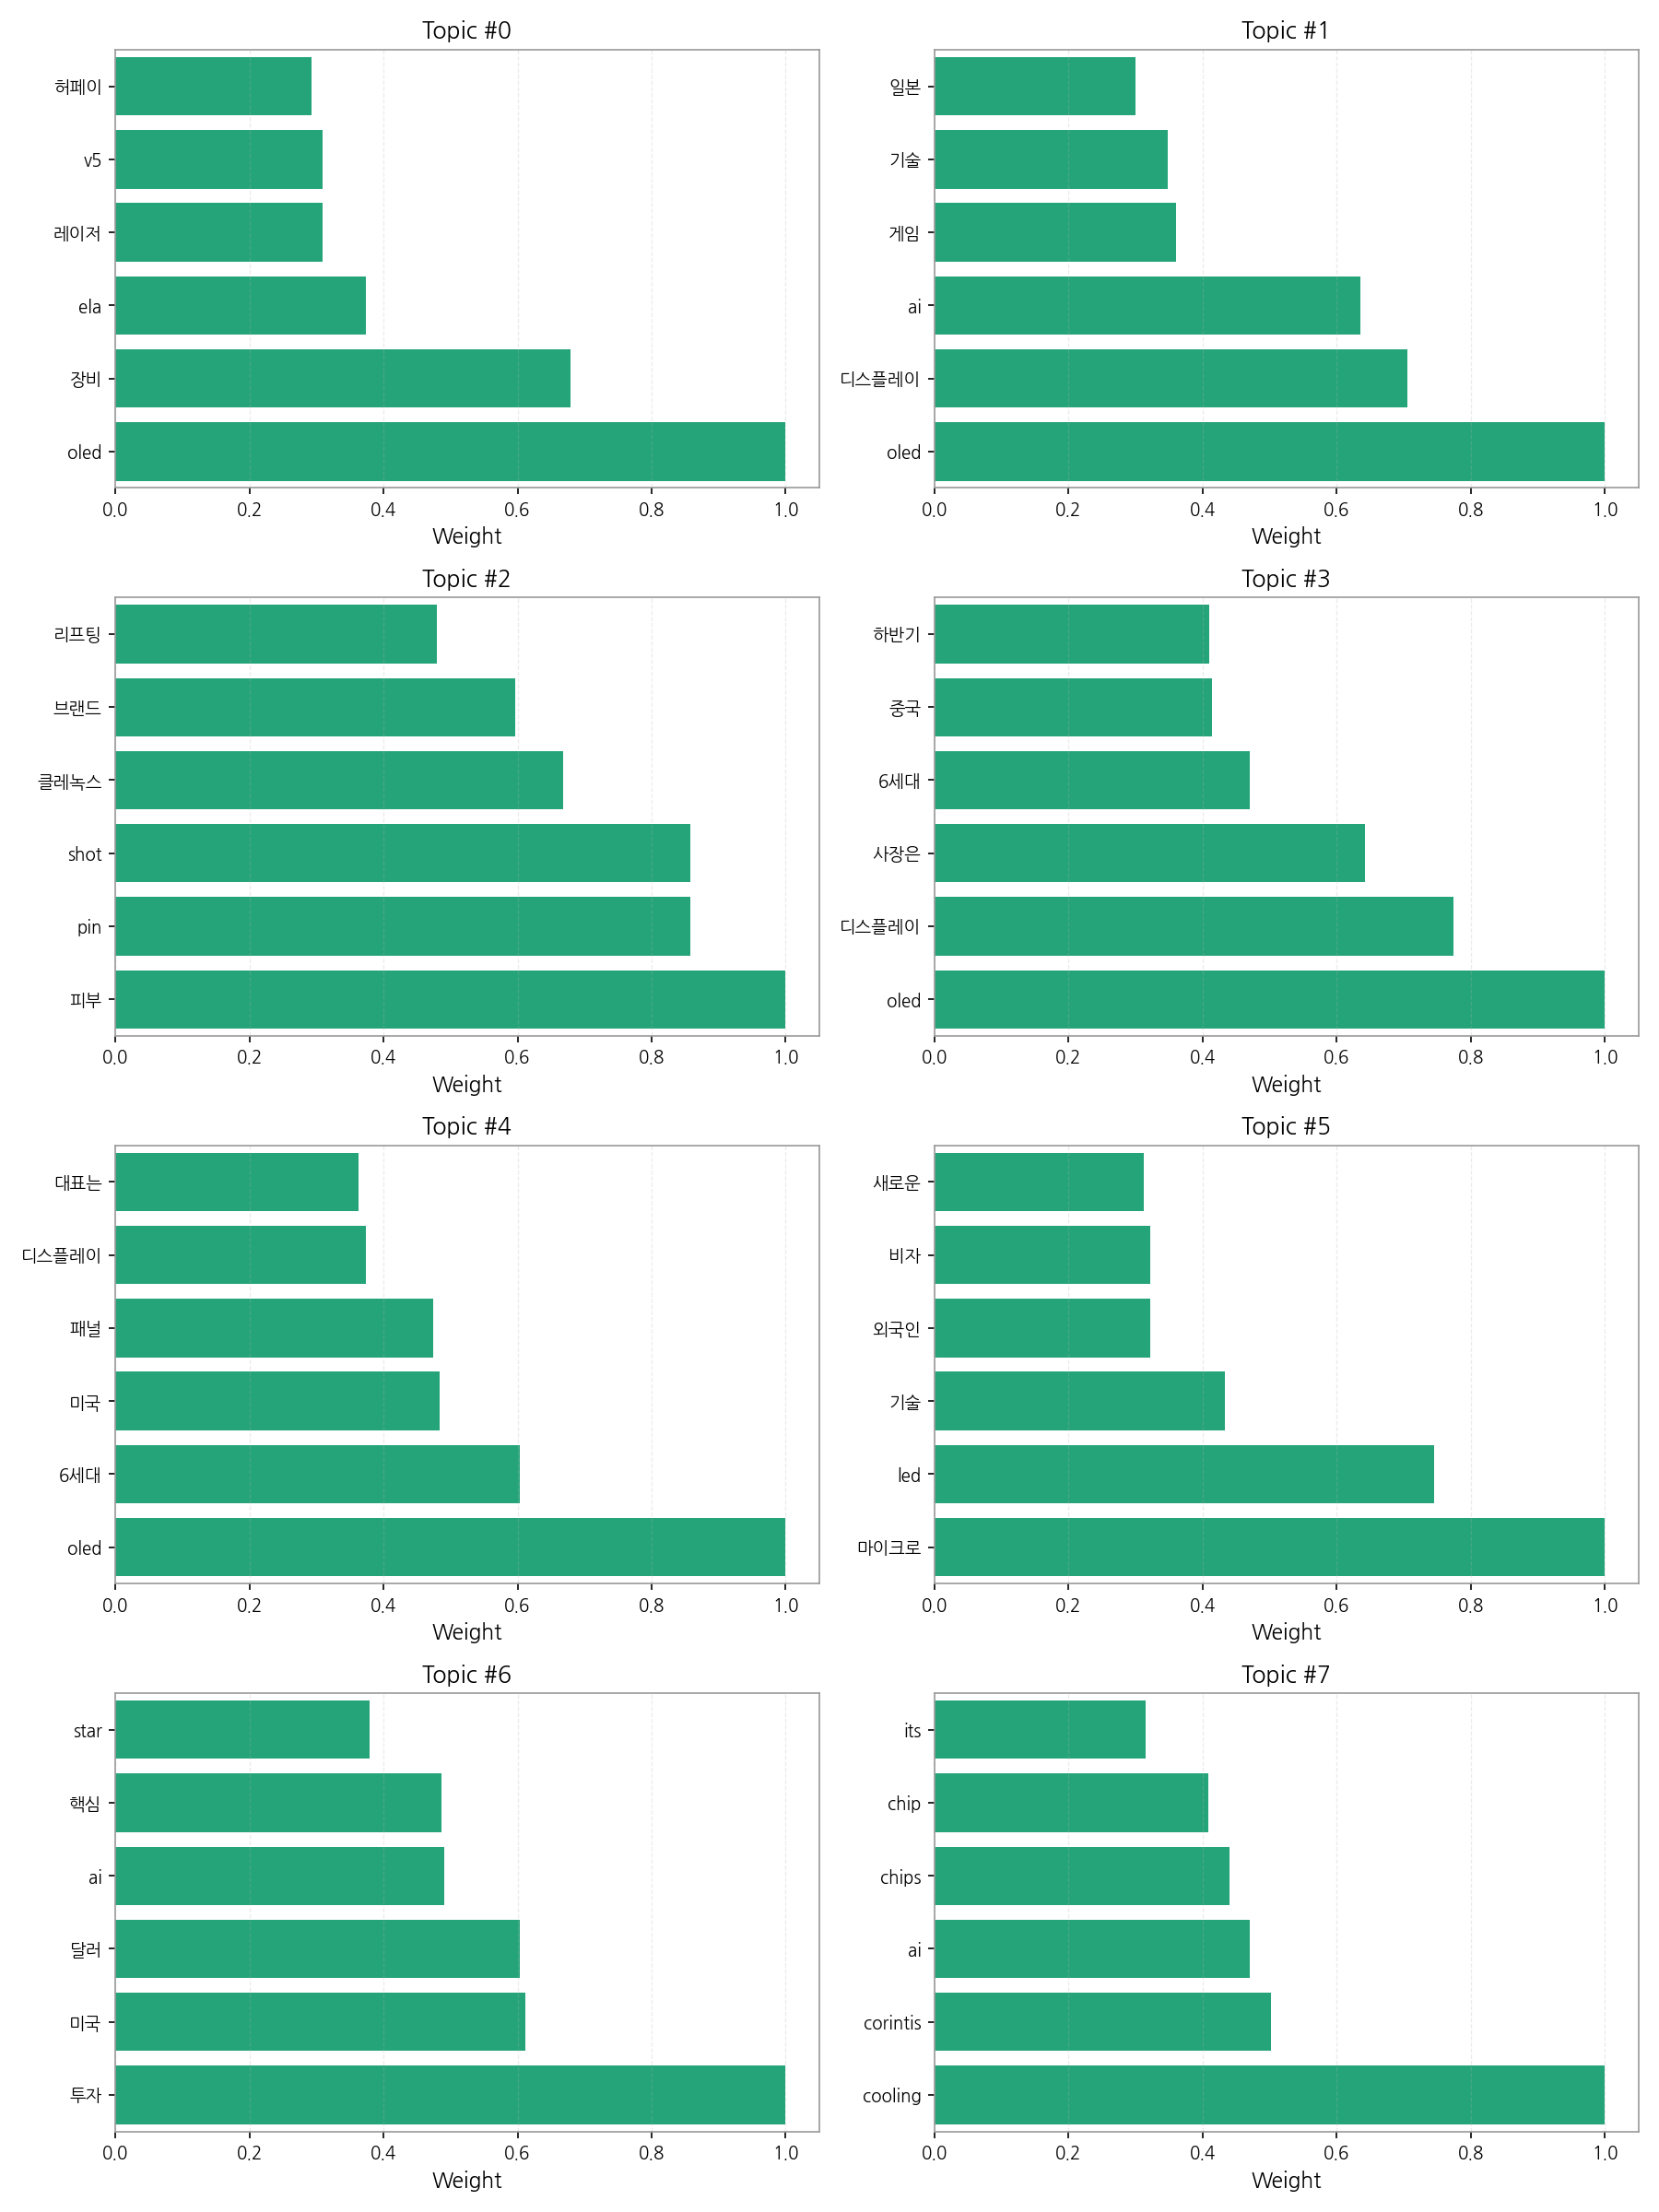 Topic #0
허페이
v5
레이저
ela
장비
oled
0.0 0.2 0.4 0.6 0.8 1.0
Weight
Topic #1
일본
기술
게임
ai
디스플레이
oled
0.0 0.2 0.4 0.6 0.8 1.0
Weight
Topic #2
리프팅
브랜드
클레녹스
shot
pin
피부
0.0 0.2 0.4 0.6 0.8 1.0
Weight
Topic #3
하반기
중국
6세대
사장은
디스플레이
oled
0.0 0.2 0.4 0.6 0.8 1.0
Weight
Topic #4
대표는
디스플레이
패널
미국
6세대
oled
0.0 0.2 0.4 0.6 0.8 1.0
Weight
Topic #5
새로운
비자
외국인
기술
led
마이크로
0.0 0.2 0.4 0.6 0.8 1.0
Weight
Topic #6
star
핵심
ai
달러
미국
투자
0.0 0.2 0.4 0.6 0.8 1.0
Weight
Topic #7
its
chip
chips
ai
corintis
cooling
0.0 0.2 0.4 0.6 0.8 1.0
Weight